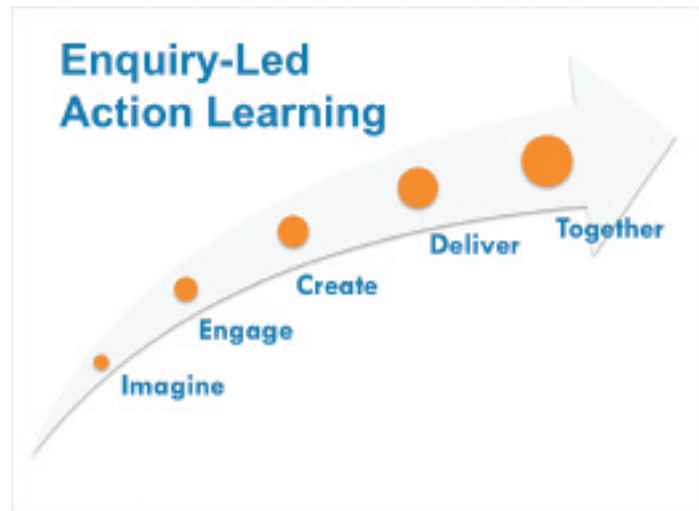 Enquiry-Led
Action Learning
Imagine
Engage
Create
Deliver
Together